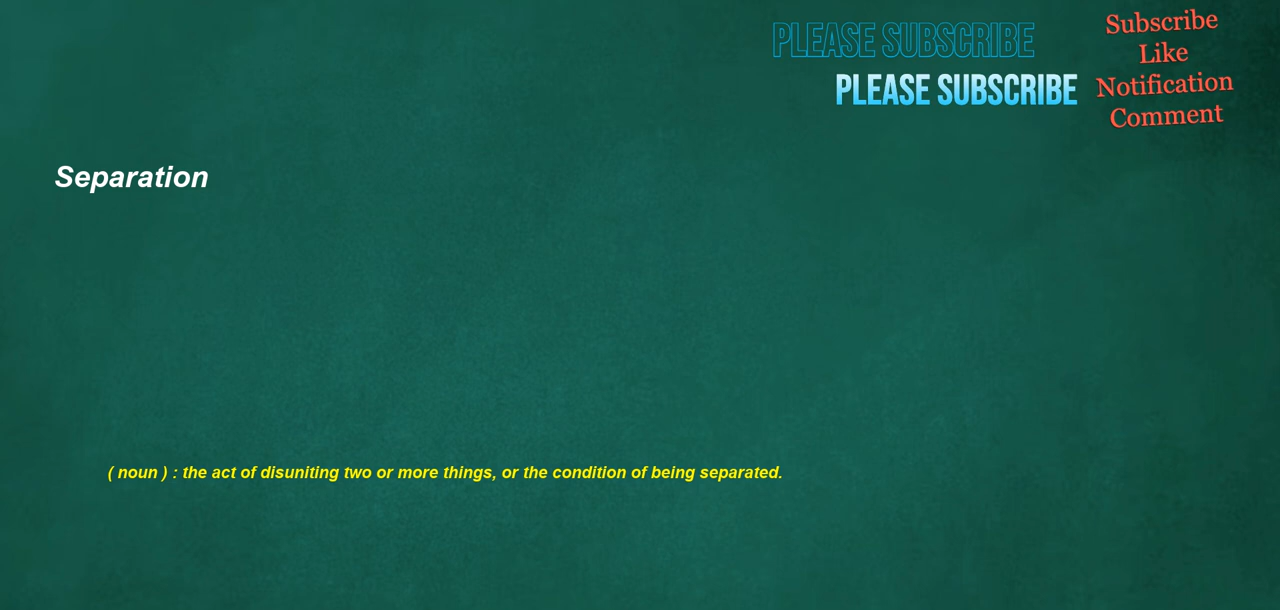 PLEASE SUBSCRIBE
PLEASE SUBSCRIBE
Subscribe
Like
Notification
Comment
Separation
( noun ) : the act of disuniting two or more things, or the condition of being separated.